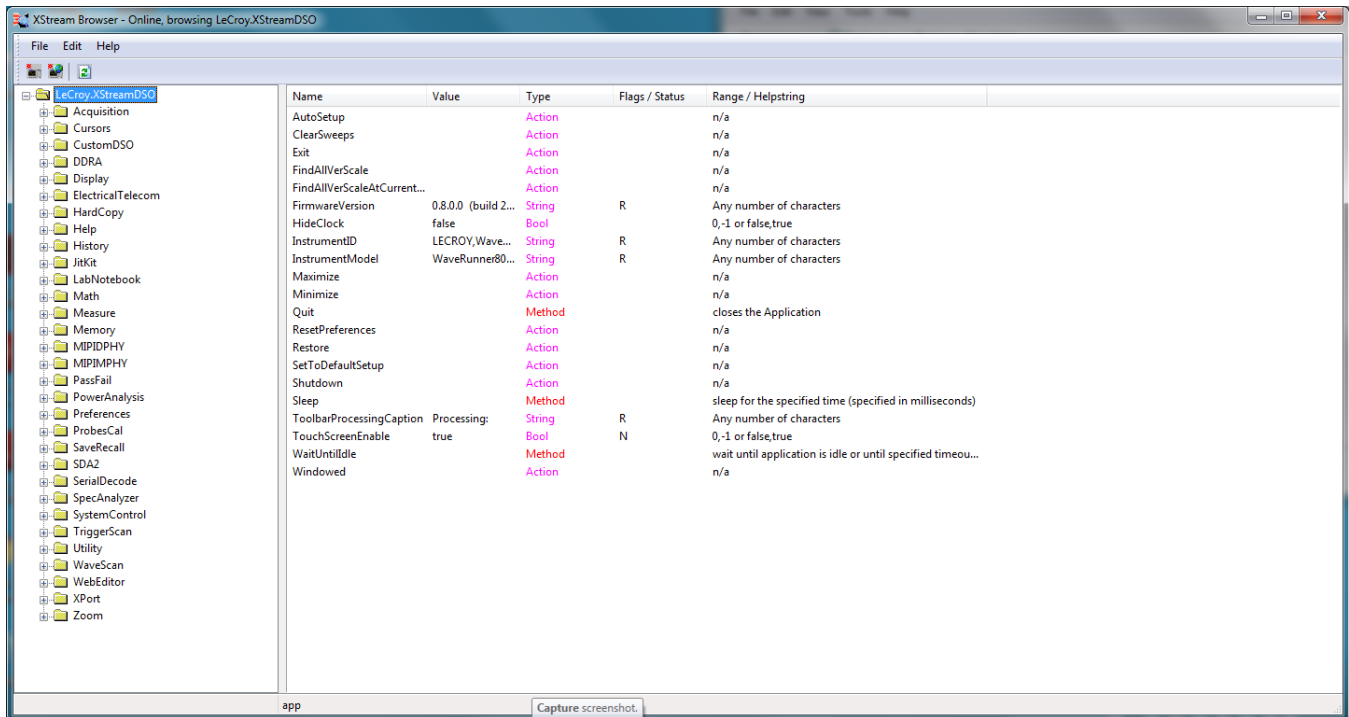 XStream Browser - Online, browsing LeCroy.XStreamDSO
File Edit View Tools Help
File Edit Help
LeCroy.XStreamDSO
Acquisition
Cursors
CustomDSO
DDRA
Display
ElectricalTelecom
HardCopy
Help
History
JitKit
LabNotebook
Math
Measure
Memory
MIPIDPHY
MIPIMPHY
PassFail
PowerAnalysis
Preferences
ProbesCal
SaveRecall
SDA2
SerialDecode
SpecAnalyzer
SystemControl
TriggerScan
Utility
WaveScan
WebEditor
XPort
Zoom
Name Value Type Flags / Status Range / Helpstring
AutoSetup Action n/a
ClearSweeps Action n/a
Exit Action n/a
FindAllVerScale Action n/a
FindAllVerScaleAtCurrent... Action n/a
FirmwareVersion 0.8.0.0 (build 2... String R Any number of characters
HideClock false Bool 0,-1 or false,true
InstrumentID LECROY,Wave... String R Any number of characters
InstrumentModel WaveRunner80... String R Any number of characters
Maximize Action n/a
Minimize Action n/a
Quit Method closes the Application
ResetPreferences Action n/a
Restore Action n/a
SetToDefaultSetup Action n/a
Shutdown Action n/a
Sleep Method sleep for the specified time (specified in milliseconds)
ToolbarProcessingCaption Processing: String R Any number of characters
TouchScreenEnable true Bool N 0,-1 or false,true
WaitUntilIdle Method wait until application is idle or until specified timeou...
Windowed Action n/a
app
Capture screenshot.